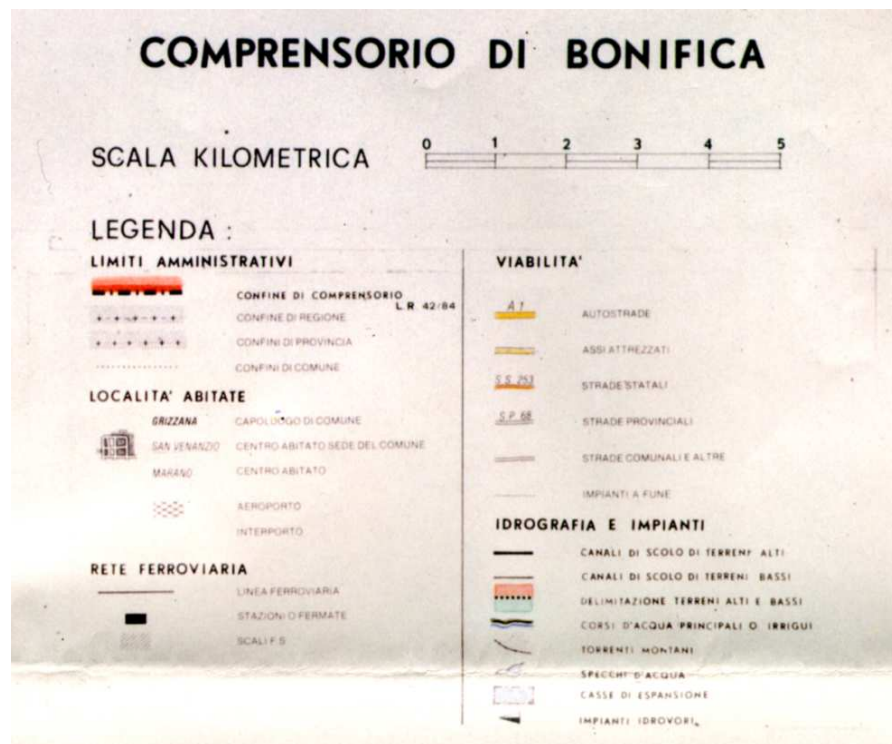 COMPRENSORIO DI BONIFICA
SCALA KILOMETRICA
0 1 2 3 4 5
LEGENDA :
LIMITI AMMINISTRATIVI
CONFINE DI COMPRENSORIO
L.R. 42/84
CONFINE DI REGIONE
CONFINI DI PROVINCIA
CONFINI DI COMUNE
LOCALITA' ABITATE
GRIZZANA CAPOLUOGO DI COMUNE
SAN VENANZIO CENTRO ABITATO SEDE DEL COMUNE
MARANO CENTRO ABITATO
AEROPORTO
INTERPORTO
RETE FERROVIARIA
LINEA FERROVIARIA
STAZIONI O FERMATE
SCALI F.S
VIABILITA'
A 1 AUTOSTRADE
ASSI ATTREZZATI
S.S. 253 STRADE STATALI
S.P. 68 STRADE PROVINCIALI
STRADE COMUNALI E ALTRE
IMPIANTI A FUNE
IDROGRAFIA E IMPIANTI
CANALI DI SCOLO DI TERRENI ALTI
CANALI DI SCOLO DI TERRENI BASSI
DELIMITAZIONE TERRENI ALTI E BASSI
CORSI D'ACQUA PRINCIPALI O IRRIGUI
TORRENTI MONTANI
SPECCHI D'ACQUA
CASSE DI ESPANSIONE
IMPIANTI IDROVORI